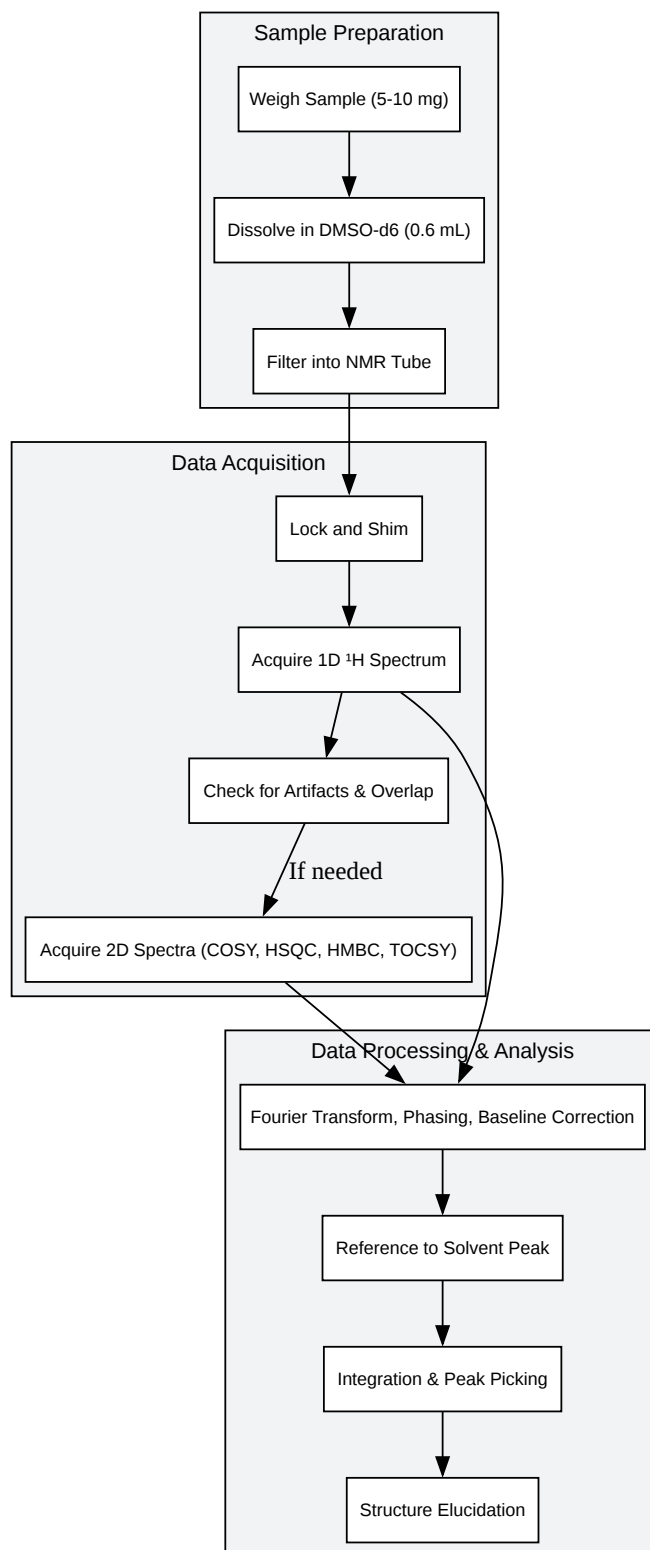 Sample Preparation
Weigh Sample (5-10 mg)
Dissolve in DMSO-d6 (0.6 mL)
Filter into NMR Tube
Data Acquisition
Lock and Shim
Acquire 1D ¹H Spectrum
Check for Artifacts & Overlap
If needed
Acquire 2D Spectra (COSY, HSQC, HMBC, TOCSY)
Data Processing & Analysis
Fourier Transform, Phasing, Baseline Correction
Reference to Solvent Peak
Integration & Peak Picking
Structure Elucidation